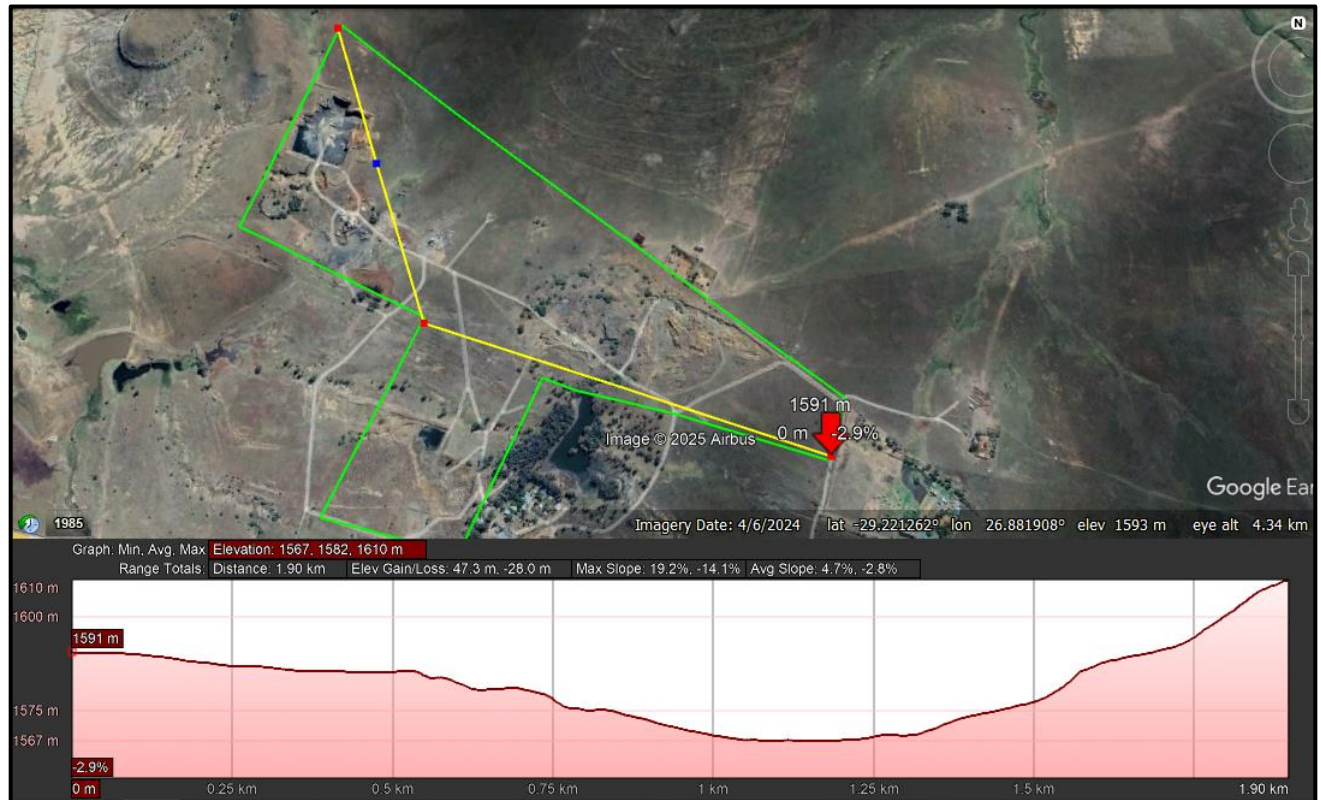 N
1591 m
0 m -2.9%
Image © 2025 Airbus
Google Ear
1985
Imagery Date: 4/6/2024 lat -29.221262° lon 26.881908° elev 1593 m eye alt 4.34 km
Graph: Min, Avg, Max Elevation: 1567, 1582, 1610 m
Range Totals: Distance: 1.90 km Elev Gain/Loss: 47.3 m, -28.0 m Max Slope: 19.2%, -14.1% Avg Slope: 4.7%, -2.8%
1610 m
1600 m
1591 m
1575 m
1567 m
-2.9%
0 m 0.25 km 0.5 km 0.75 km 1 km 1.25 km 1.5 km 1.90 km